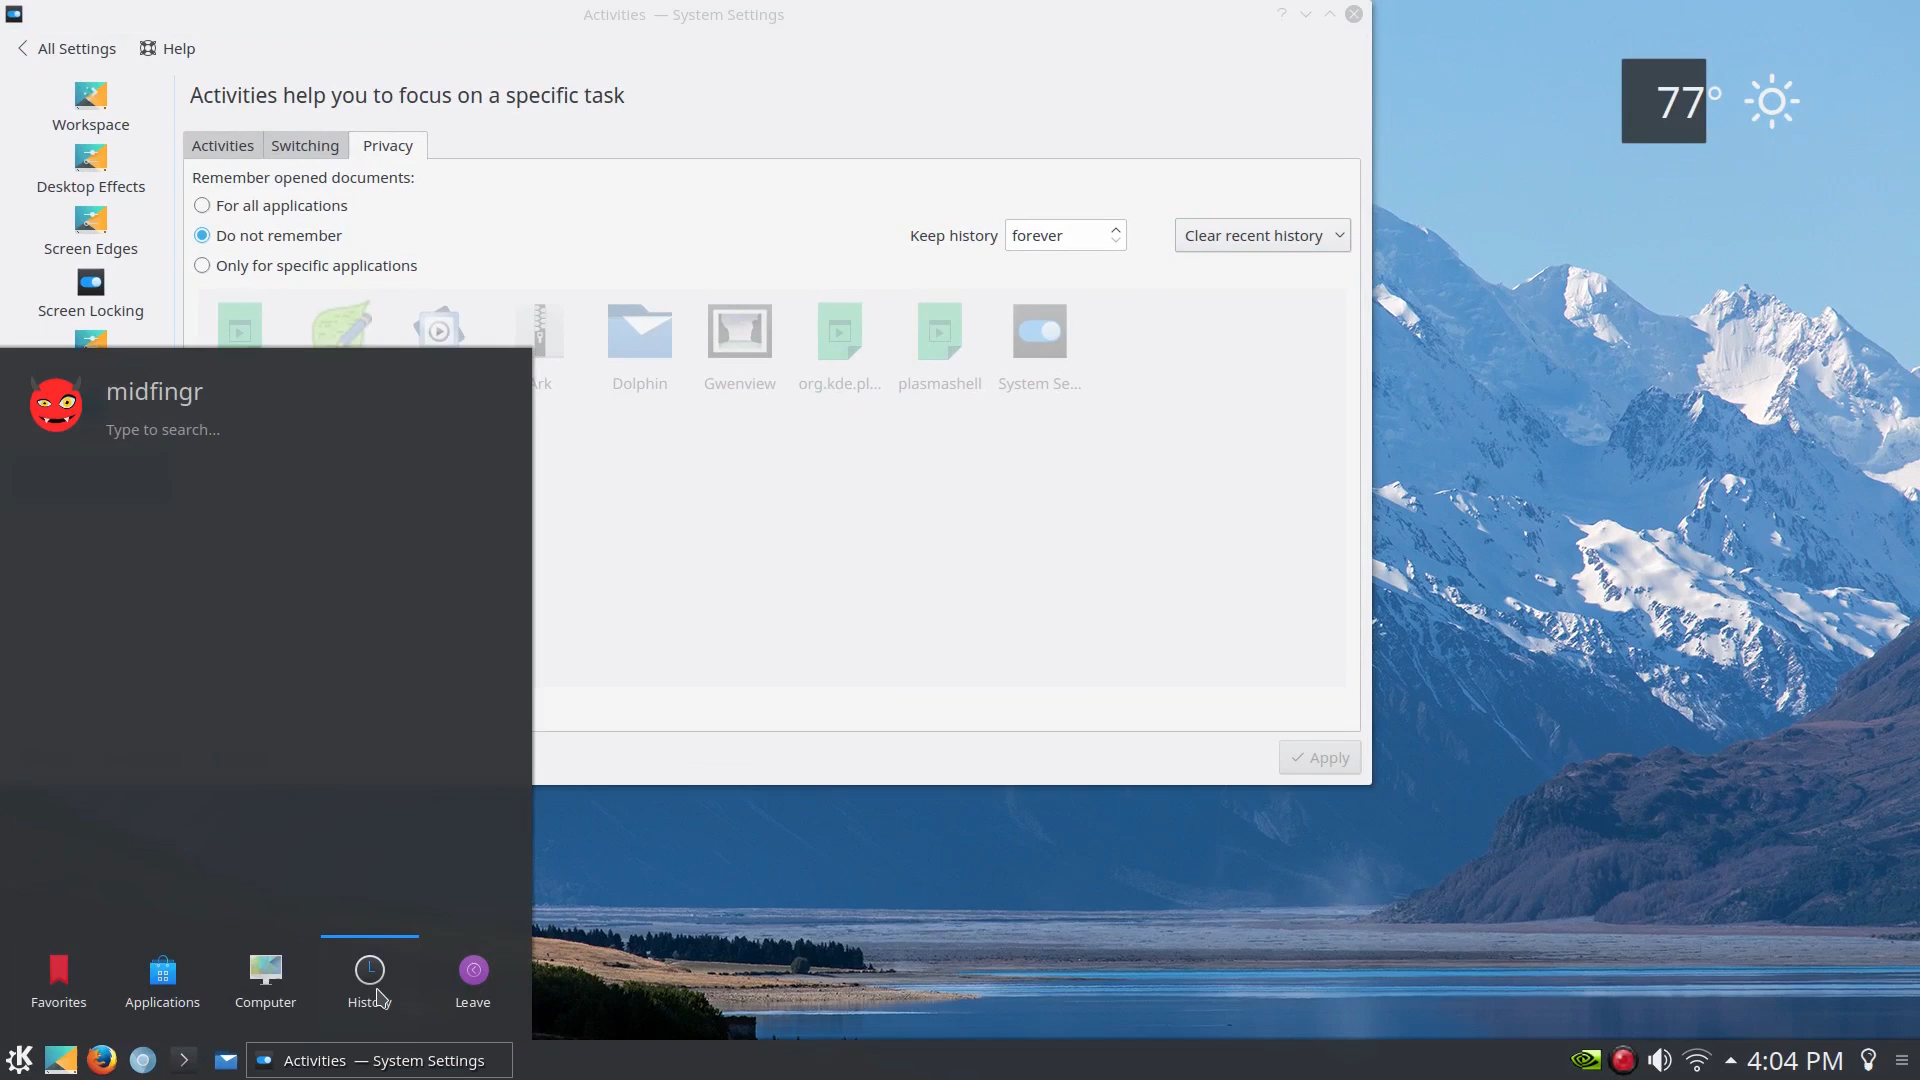 Activities — System Settings
All Settings
Help
Workspace
Desktop Effects
Screen Edges
Screen Locking
Activities help you to focus on a specific task
Activities
Switching
Privacy
Remember opened documents:
For all applications
Do not remember
Only for specific applications
Keep history
forever
Clear recent history
Ark
Dolphin
Gwenview
org.kde.pl...
plasmashell
System Se...
Apply
77°
midfingr
Type to search...
Favorites
Applications
Computer
History
Leave
Activities — System Settings
4:04 PM